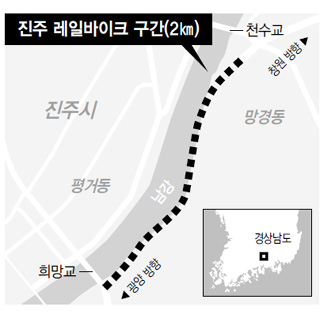 진주 레일바이크 구간(2㎞)
천수교
창원 방향
진주시
망경동
평거동
남강
경상남도
희망교
광양 방향